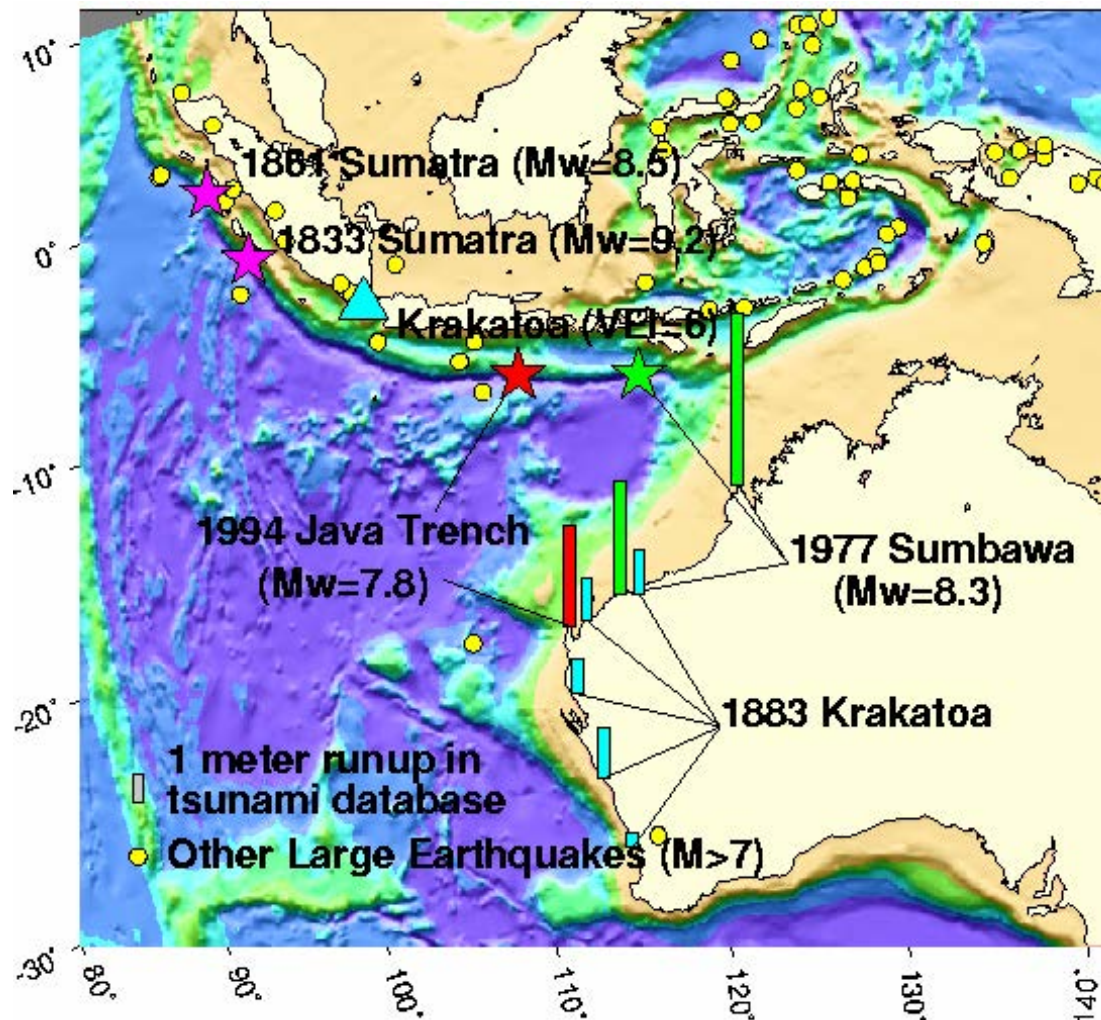 10°
1861 Sumatra (Mw=8.5)
0°
1833 Sumatra (Mw=9.2)
Krakatoa (VEI=6)
-10°
1994 Java Trench
(Mw=7.8)
1977 Sumbawa
(Mw=8.3)
-20°
1883 Krakatoa
1 meter runup in
tsunami database
Other Large Earthquakes (M>7)
-30°
80°
90°
100°
110°
120°
130°
140°